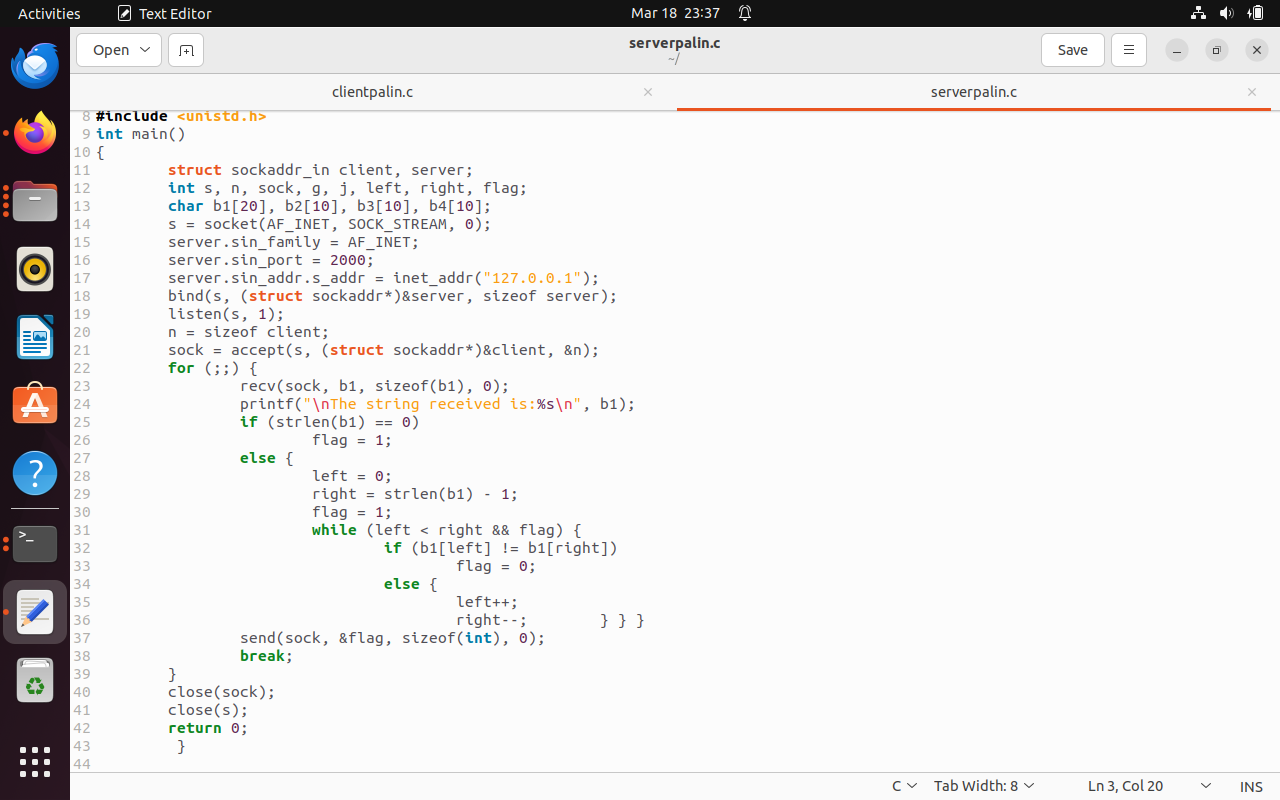 Activities Text Editor Mar 18 23:37
Open serverpalin.c Save
~/
clientpalin.c serverpalin.c
8 #include <unistd.h>
9 int main()
10 {
11 struct sockaddr_in client, server;
12 int s, n, sock, g, j, left, right, flag;
13 char b1[20], b2[10], b3[10], b4[10];
14 s = socket(AF_INET, SOCK_STREAM, 0);
15 server.sin_family = AF_INET;
16 server.sin_port = 2000;
17 server.sin_addr.s_addr = inet_addr("127.0.0.1");
18 bind(s, (struct sockaddr*)&server, sizeof server);
19 listen(s, 1);
20 n = sizeof client;
21 sock = accept(s, (struct sockaddr*)&client, &n);
22 for (;;) {
23 recv(sock, b1, sizeof(b1), 0);
24 printf("\nThe string received is:%s\n", b1);
25 if (strlen(b1) == 0)
26 flag = 1;
27 else {
28 left = 0;
29 right = strlen(b1) - 1;
30 flag = 1;
31 while (left < right && flag) {
32 if (b1[left] != b1[right])
33 flag = 0;
34 else {
35 left++;
36 right--; } } }
37 send(sock, &flag, sizeof(int), 0);
38 break;
39 }
40 close(sock);
41 close(s);
42 return 0;
43 }
44
C Tab Width: 8 Ln 3, Col 20 INS